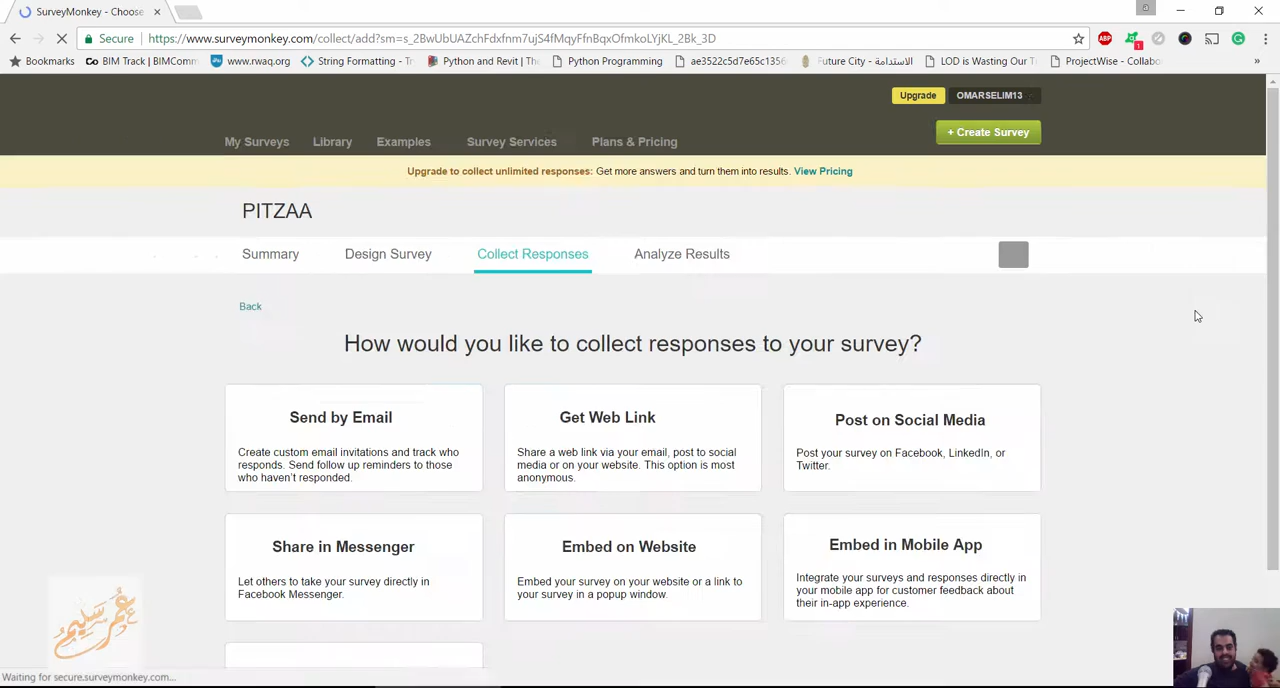 SurveyMonkey - Choose
Secure
https://www.surveymonkey.com/collect/add?sm=s_2BwUbUAZchFdxfnm7ujS4fMqyFfnBqxOfmkoLYjKL_2Bk_3D
ABP
1
Bookmarks
BIM Track | BIMComm
www.rwaq.org
String Formatting - Tr
Python and Revit | The
Python Programming
ae3522c5d7e65c1356
Future City - الاستدامة
LOD is Wasting Our T
ProjectWise - Collabo
»
Upgrade
OMARSELIM13
My Surveys
Library
Examples
Survey Services
Plans & Pricing
+ Create Survey
Upgrade to collect unlimited responses: Get more answers and turn them into results. View Pricing
PITZAA
Summary
Design Survey
Collect Responses
Analyze Results
Back
How would you like to collect responses to your survey?
Send by Email
Create custom email invitations and track who
responds. Send follow up reminders to those
who haven't responded.
Get Web Link
Share a web link via your email, post to social
media or on your website. This option is most
anonymous.
Post on Social Media
Post your survey on Facebook, LinkedIn, or
Twitter.
Share in Messenger
Let others to take your survey directly in
Facebook Messenger.
Embed on Website
Embed your survey on your website or a link to
your survey in a popup window.
Embed in Mobile App
Integrate your surveys and responses directly in
your mobile app for customer feedback about
their in-app experience.
عمر سليم
Waiting for secure.surveymonkey.com...